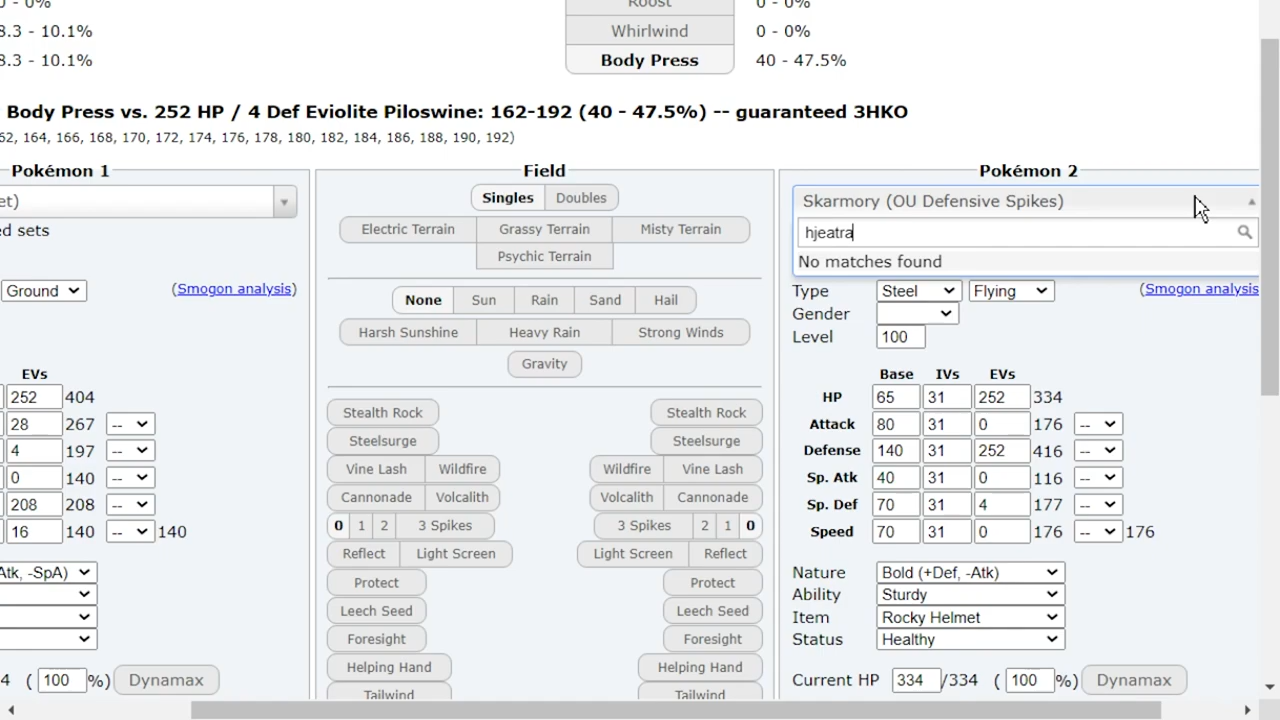 0 - 0% Roost 0 - 0%
8.3 - 10.1% Whirlwind 0 - 0%
8.3 - 10.1% Body Press 40 - 47.5%
Body Press vs. 252 HP / 4 Def Eviolite Piloswine: 162-192 (40 - 47.5%) -- guaranteed 3HKO
62, 164, 166, 168, 170, 172, 174, 176, 178, 180, 182, 184, 186, 188, 190, 192)
Pokémon 1
et)
ed sets
Ground
(Smogon analysis)
EVs
252 404
28 267 --
4 197 --
0 140 --
208 208 --
16 140 -- 140
Atk, -SpA)
4 ( 100 %) Dynamax
Field
Singles Doubles
Electric Terrain Grassy Terrain Misty Terrain
Psychic Terrain
None Sun Rain Sand Hail
Harsh Sunshine Heavy Rain Strong Winds
Gravity
Stealth Rock Stealth Rock
Steelsurge Steelsurge
Vine Lash Wildfire Wildfire Vine Lash
Cannonade Volcalith Volcalith Cannonade
0 1 2 3 Spikes 3 Spikes 2 1 0
Reflect Light Screen Light Screen Reflect
Protect Protect
Leech Seed Leech Seed
Foresight Foresight
Helping Hand Helping Hand
Tailwind Tailwind
Pokémon 2
Skarmory (OU Defensive Spikes)
hjeatra
No matches found
Type Steel Flying (Smogon analysis
Gender
Level 100
Base IVs EVs
HP 65 31 252 334
Attack 80 31 0 176 --
Defense 140 31 252 416 --
Sp. Atk 40 31 0 116 --
Sp. Def 70 31 4 177 --
Speed 70 31 0 176 -- 176
Nature Bold (+Def, -Atk)
Ability Sturdy
Item Rocky Helmet
Status Healthy
Current HP 334 /334 ( 100 %) Dynamax